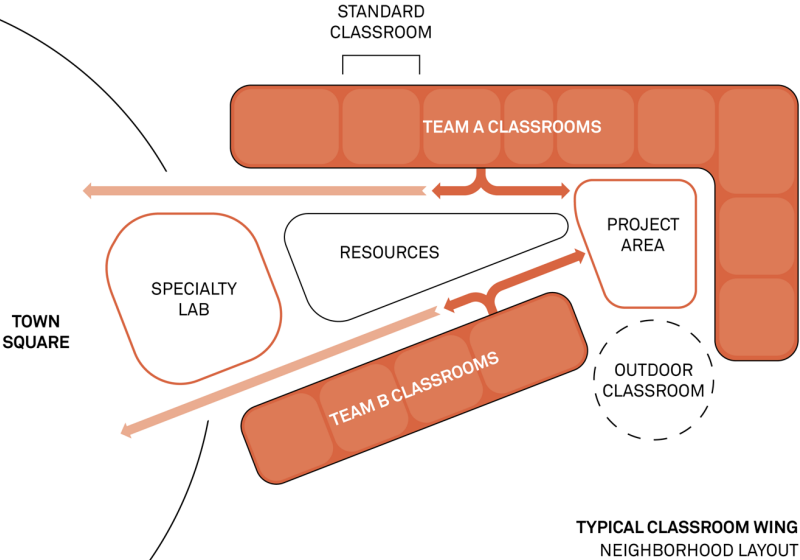 STANDARD
CLASSROOM
TEAM A CLASSROOMS
PROJECT
AREA
RESOURCES
SPECIALTY
LAB
TOWN
SQUARE
TEAM B CLASSROOMS
OUTDOOR
CLASSROOM
TYPICAL CLASSROOM WING
NEIGHBORHOOD LAYOUT